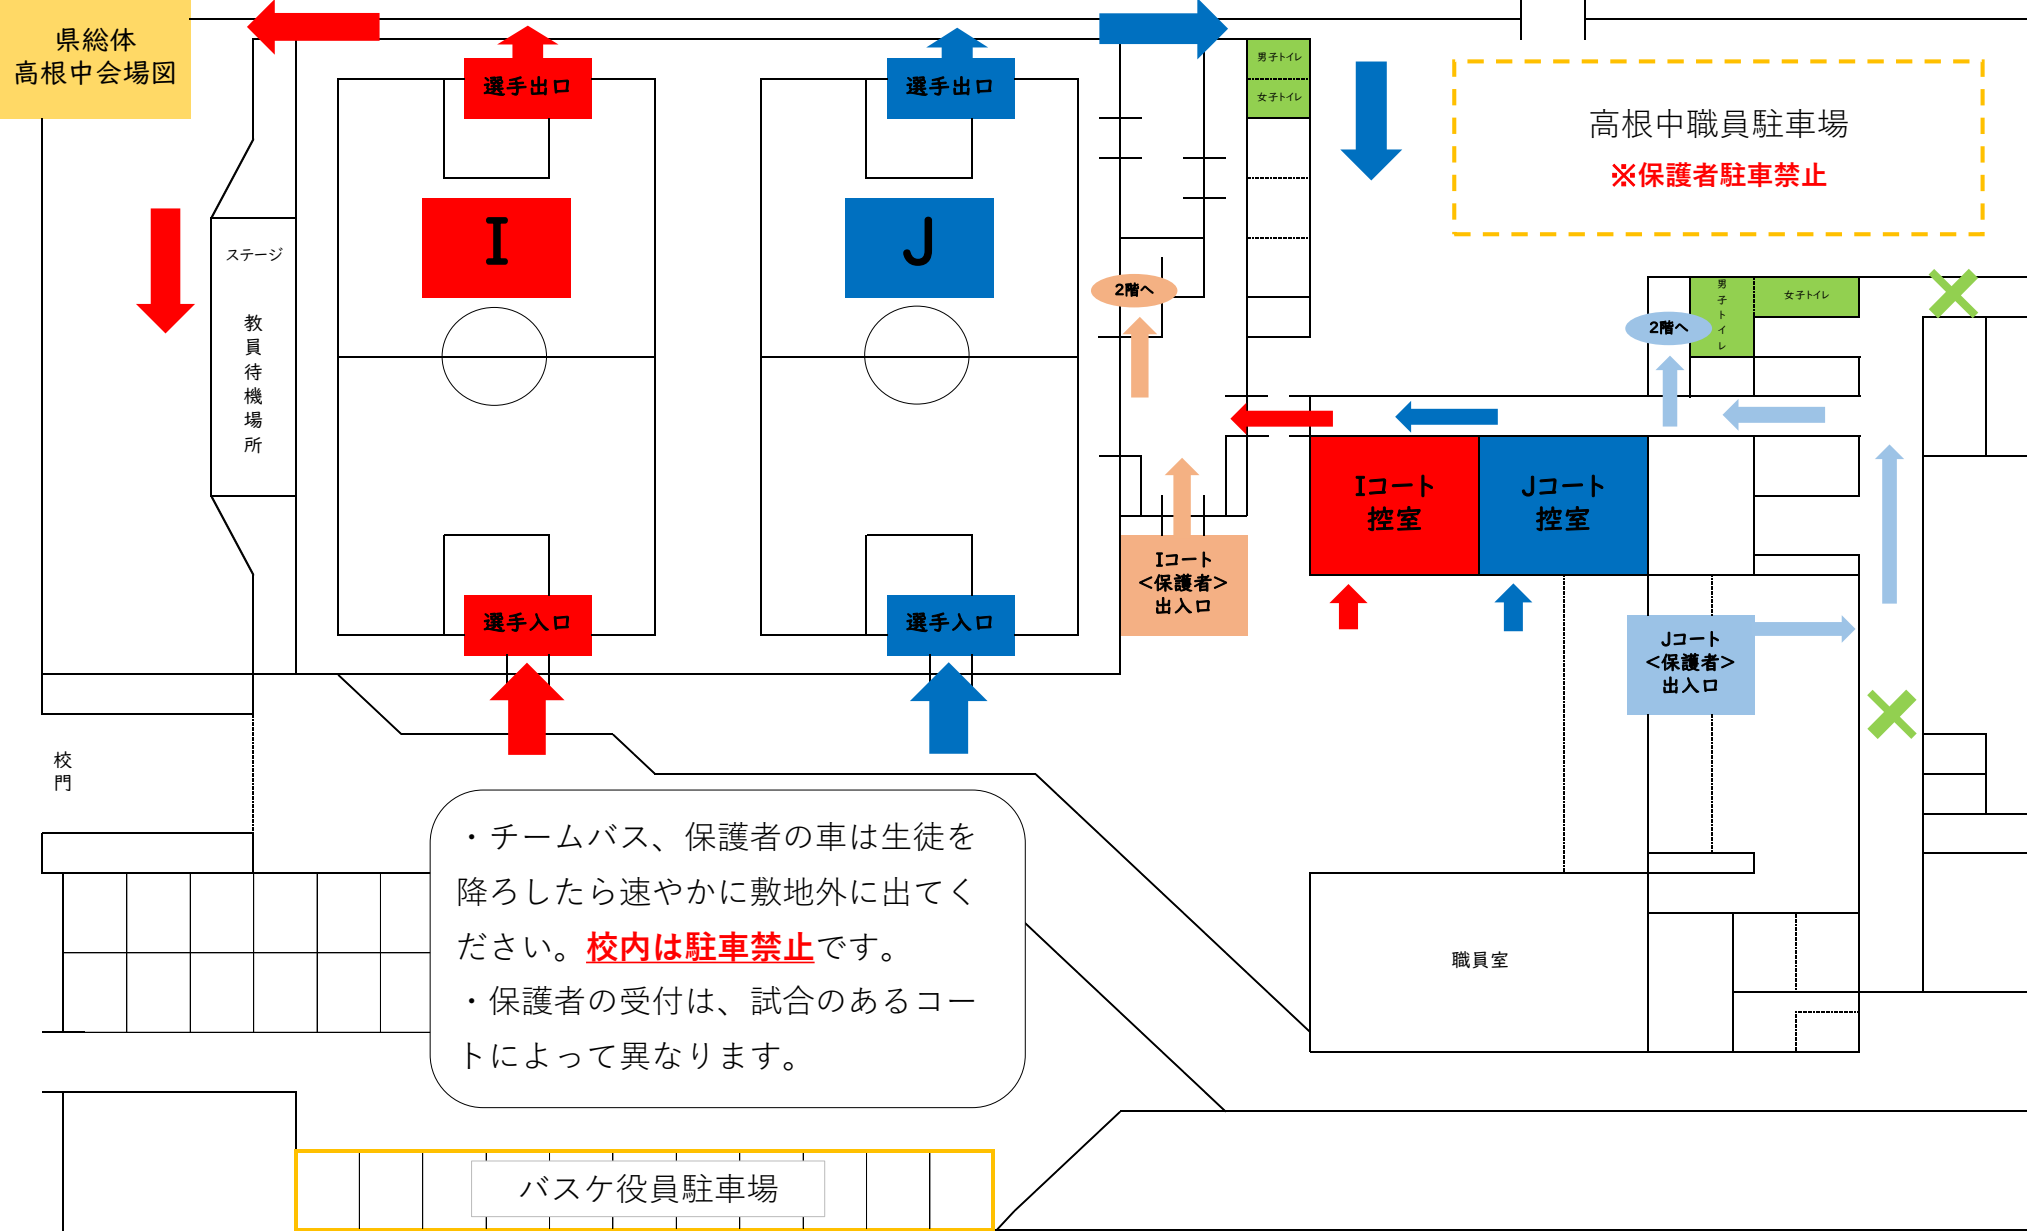 県総体
高根中会場図
選手出口
選手出口
男子トイレ
女子トイレ
高根中職員駐車場
※保護者駐車禁止
I
J
ステージ
教員待機場所
2階へ
男子トイレ
女子トイレ
2階へ
Iコート
控室
Jコート
控室
Iコート
<保護者>
出入口
選手入口
選手入口
Jコート
<保護者>
出入口
校門
・チームバス、保護者の車は生徒を
降ろしたら速やかに敷地外に出てく
ださい。校内は駐車禁止です。
・保護者の受付は、試合のあるコー
トによって異なります。
職員室
バスケ役員駐車場